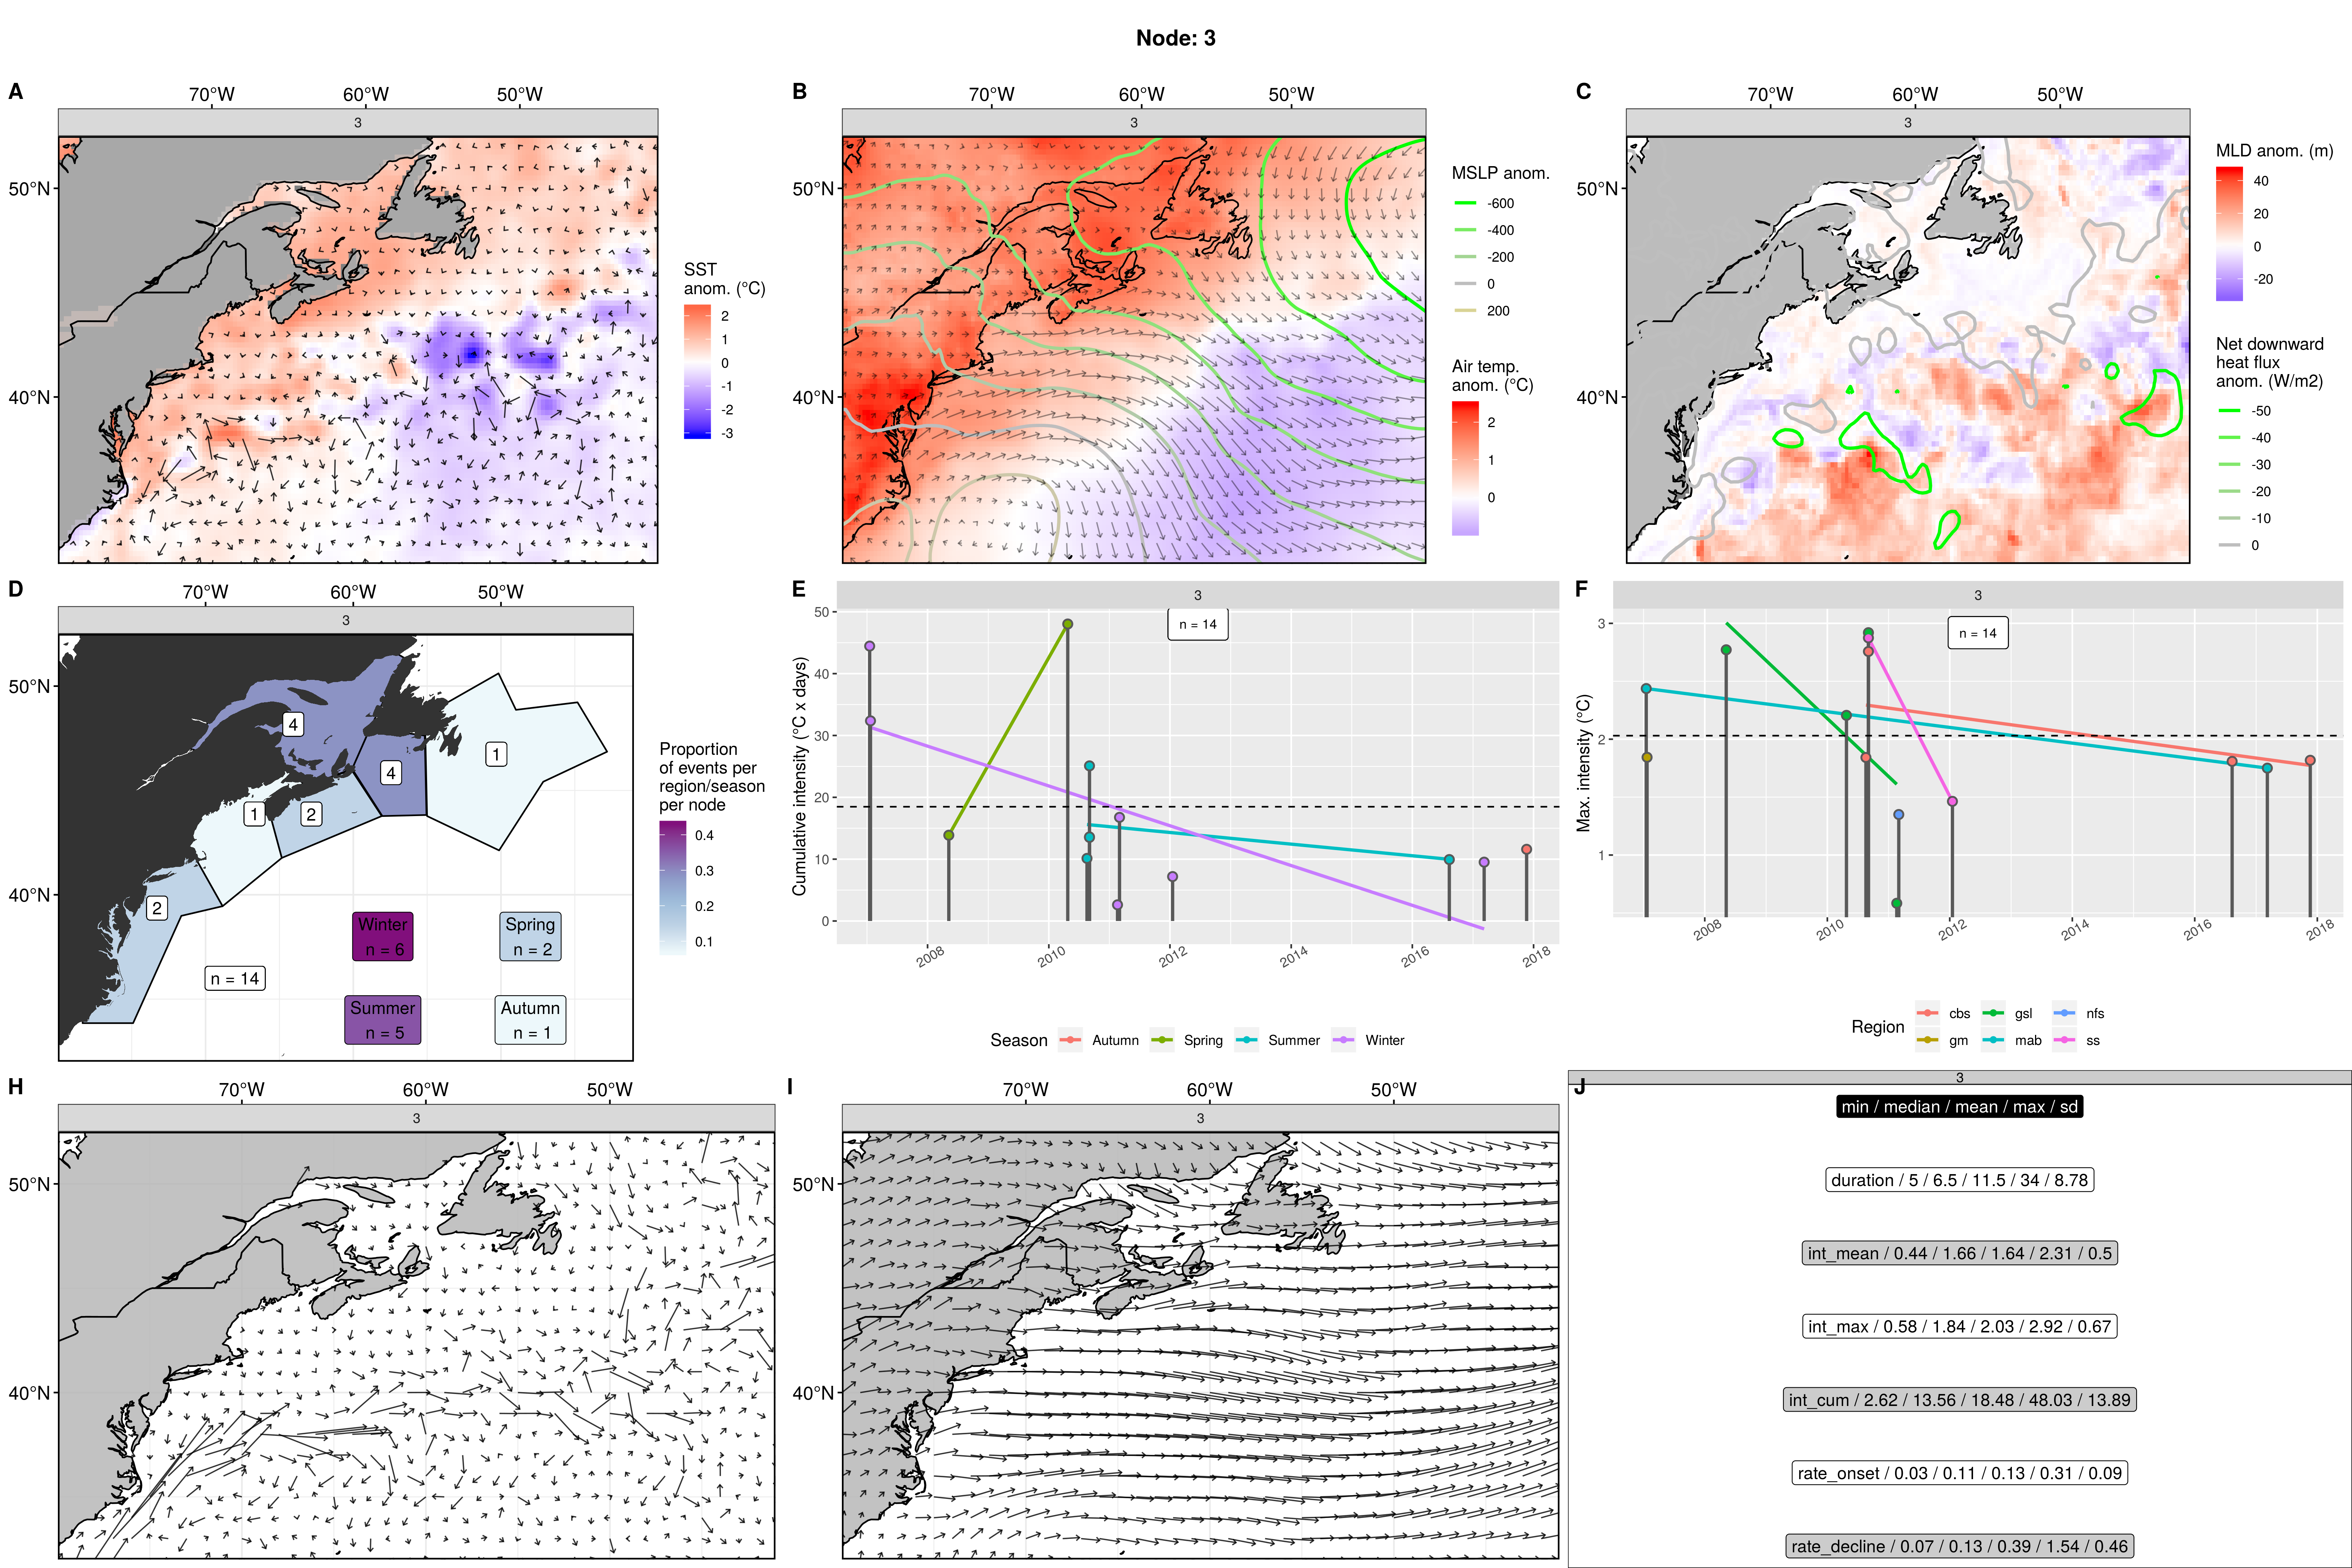 Node: 3
A
70°W 60°W 50°W
3
50°N
40°N
SST
anom. (°C)
2
1
0
-1
-2
-3
B
70°W 60°W 50°W
3
50°N
40°N
MSLP anom.
-600
-400
-200
0
200
Air temp.
anom. (°C)
2
1
0
C
70°W 60°W 50°W
3
50°N
40°N
MLD anom. (m)
40
20
0
-20
Net downward
heat flux
anom. (W/m2)
-50
-40
-30
-20
-10
0
D
70°W 60°W 50°W
3
50°N
40°N
4
1
4
1
2
2
n = 14
Winter
n = 6
Spring
n = 2
Summer
n = 5
Autumn
n = 1
Proportion
of events per
region/season
per node
0.4
0.3
0.2
0.1
E
3
n = 14
Cumulative intensity (°C x days)
50
40
30
20
10
0
2008 2010 2012 2014 2016 2018
Season Autumn Spring Summer Winter
F
3
n = 14
Max. intensity (°C)
3
2
1
2008 2010 2012 2014 2016 2018
Region cbs gsl nfs
gm mab ss
H
70°W 60°W 50°W
3
50°N
40°N
I
70°W 60°W 50°W
3
50°N
40°N
J
3
min / median / mean / max / sd
duration / 5 / 6.5 / 11.5 / 34 / 8.78
int_mean / 0.44 / 1.66 / 1.64 / 2.31 / 0.5
int_max / 0.58 / 1.84 / 2.03 / 2.92 / 0.67
int_cum / 2.62 / 13.56 / 18.48 / 48.03 / 13.89
rate_onset / 0.03 / 0.11 / 0.13 / 0.31 / 0.09
rate_decline / 0.07 / 0.13 / 0.39 / 1.54 / 0.46